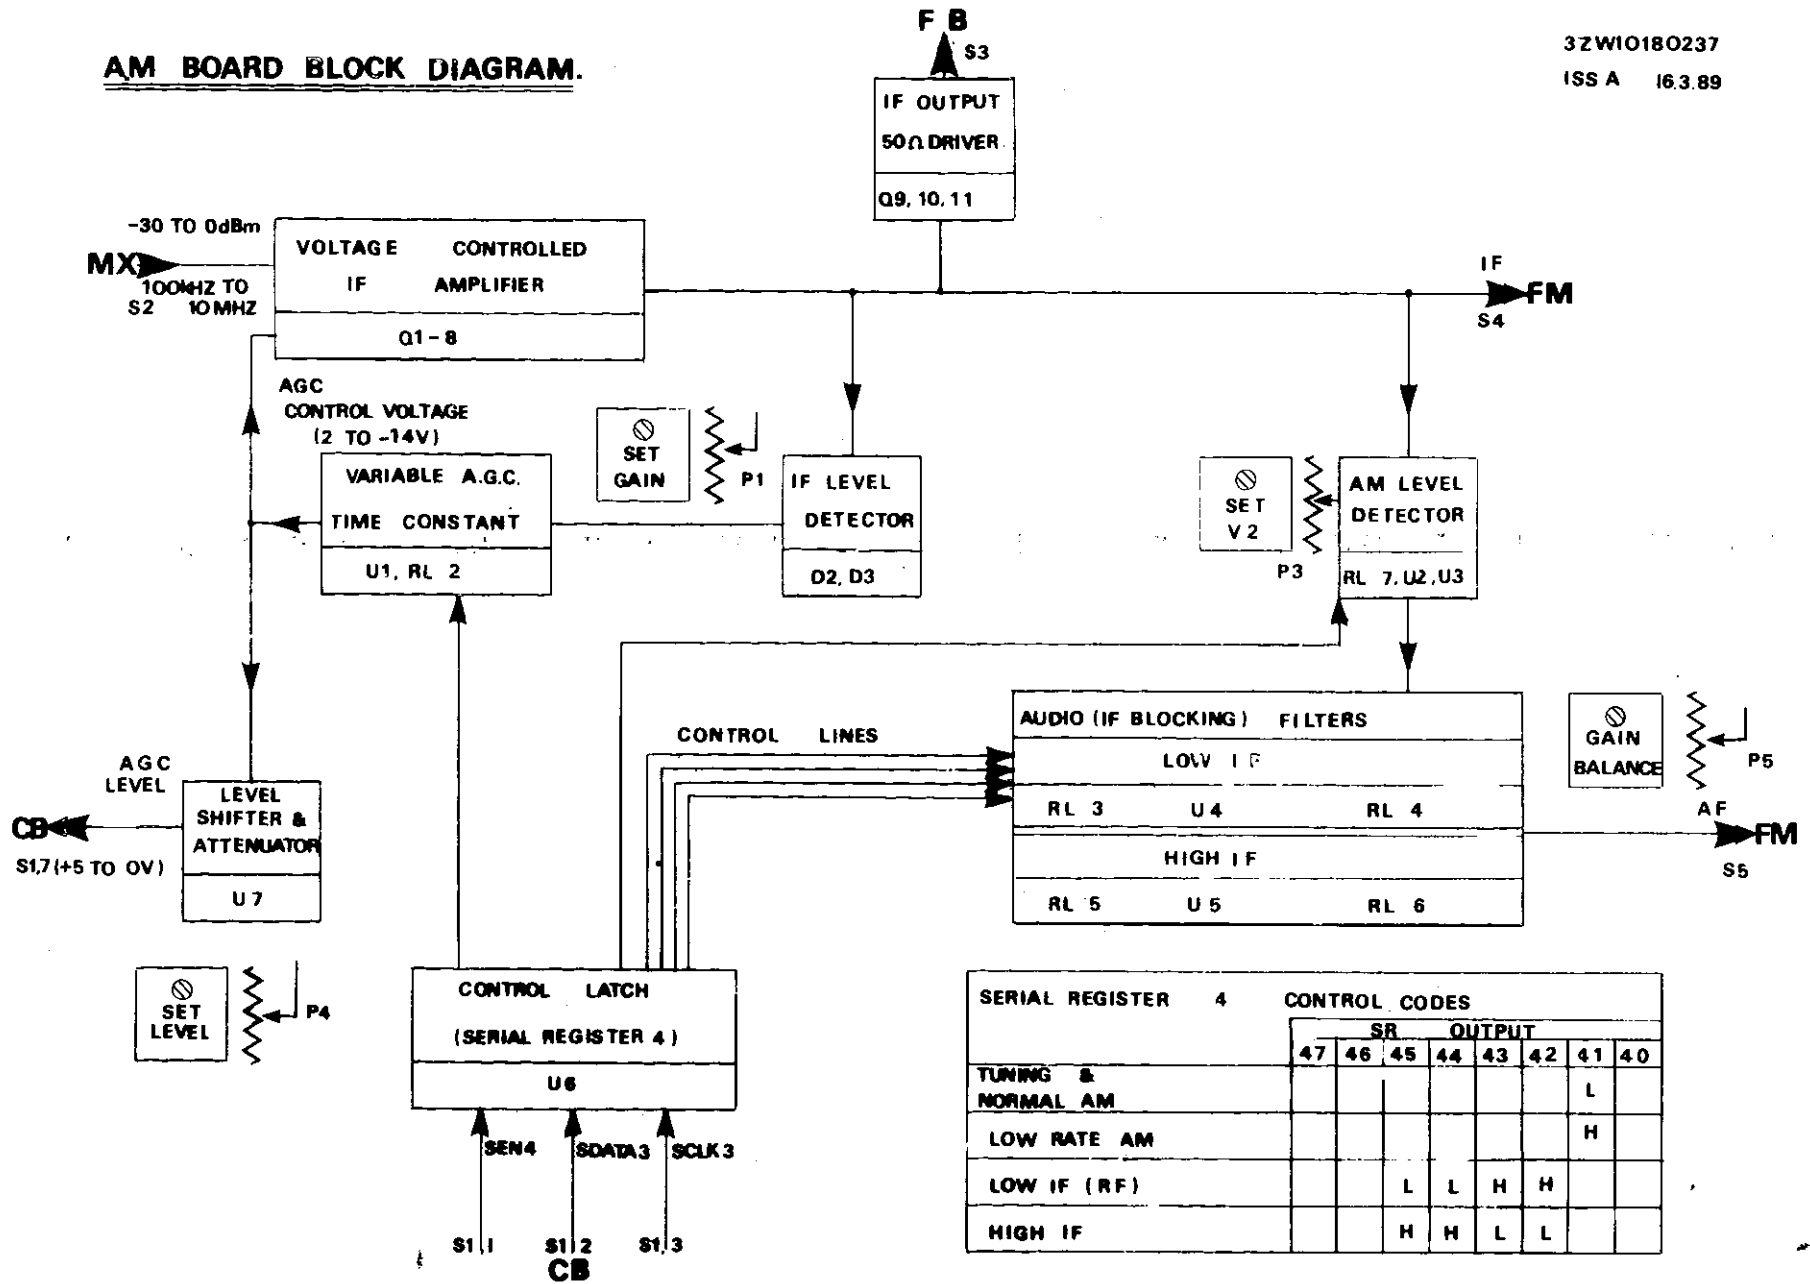 AM BOARD BLOCK DIAGRAM.
3ZW10180237
ISS A 16.3.89
FB
S3
IF OUTPUT
50Ω DRIVER
Q9, 10, 11
-30 TO 0dBm
MX
100kHZ TO
S2 10MHZ
VOLTAGE CONTROLLED
IF AMPLIFIER
Q1-8
IF
FM
S4
AGC
CONTROL VOLTAGE
(2 TO -14V)
VARIABLE A.G.C.
TIME CONSTANT
U1, RL 2
SET
GAIN
P1
IF LEVEL
DETECTOR
D2, D3
SET
V2
P3
AM LEVEL
DETECTOR
RL 7, U2, U3
AGC
LEVEL
CB
S1,7 (+5 TO 0V)
LEVEL
SHIFTER &
ATTENUATOR
U7
CONTROL LINES
AUDIO (IF BLOCKING) FILTERS
LOW IF
RL 3 U4 RL 4
HIGH IF
RL 5 U5 RL 6
GAIN
BALANCE
P5
AF
FM
S5
SET
LEVEL
P4
CONTROL LATCH
(SERIAL REGISTER 4)
U6
SEN4 SDATA3 SCLK3
S1,1 S1,2 S1,3
CB
SERIAL REGISTER 4 CONTROL CODES
SR OUTPUT
47 46 45 44 43 42 41 40
TUNING &
NORMAL AM L
LOW RATE AM H
LOW IF (RF) L L H H
HIGH IF H H L L